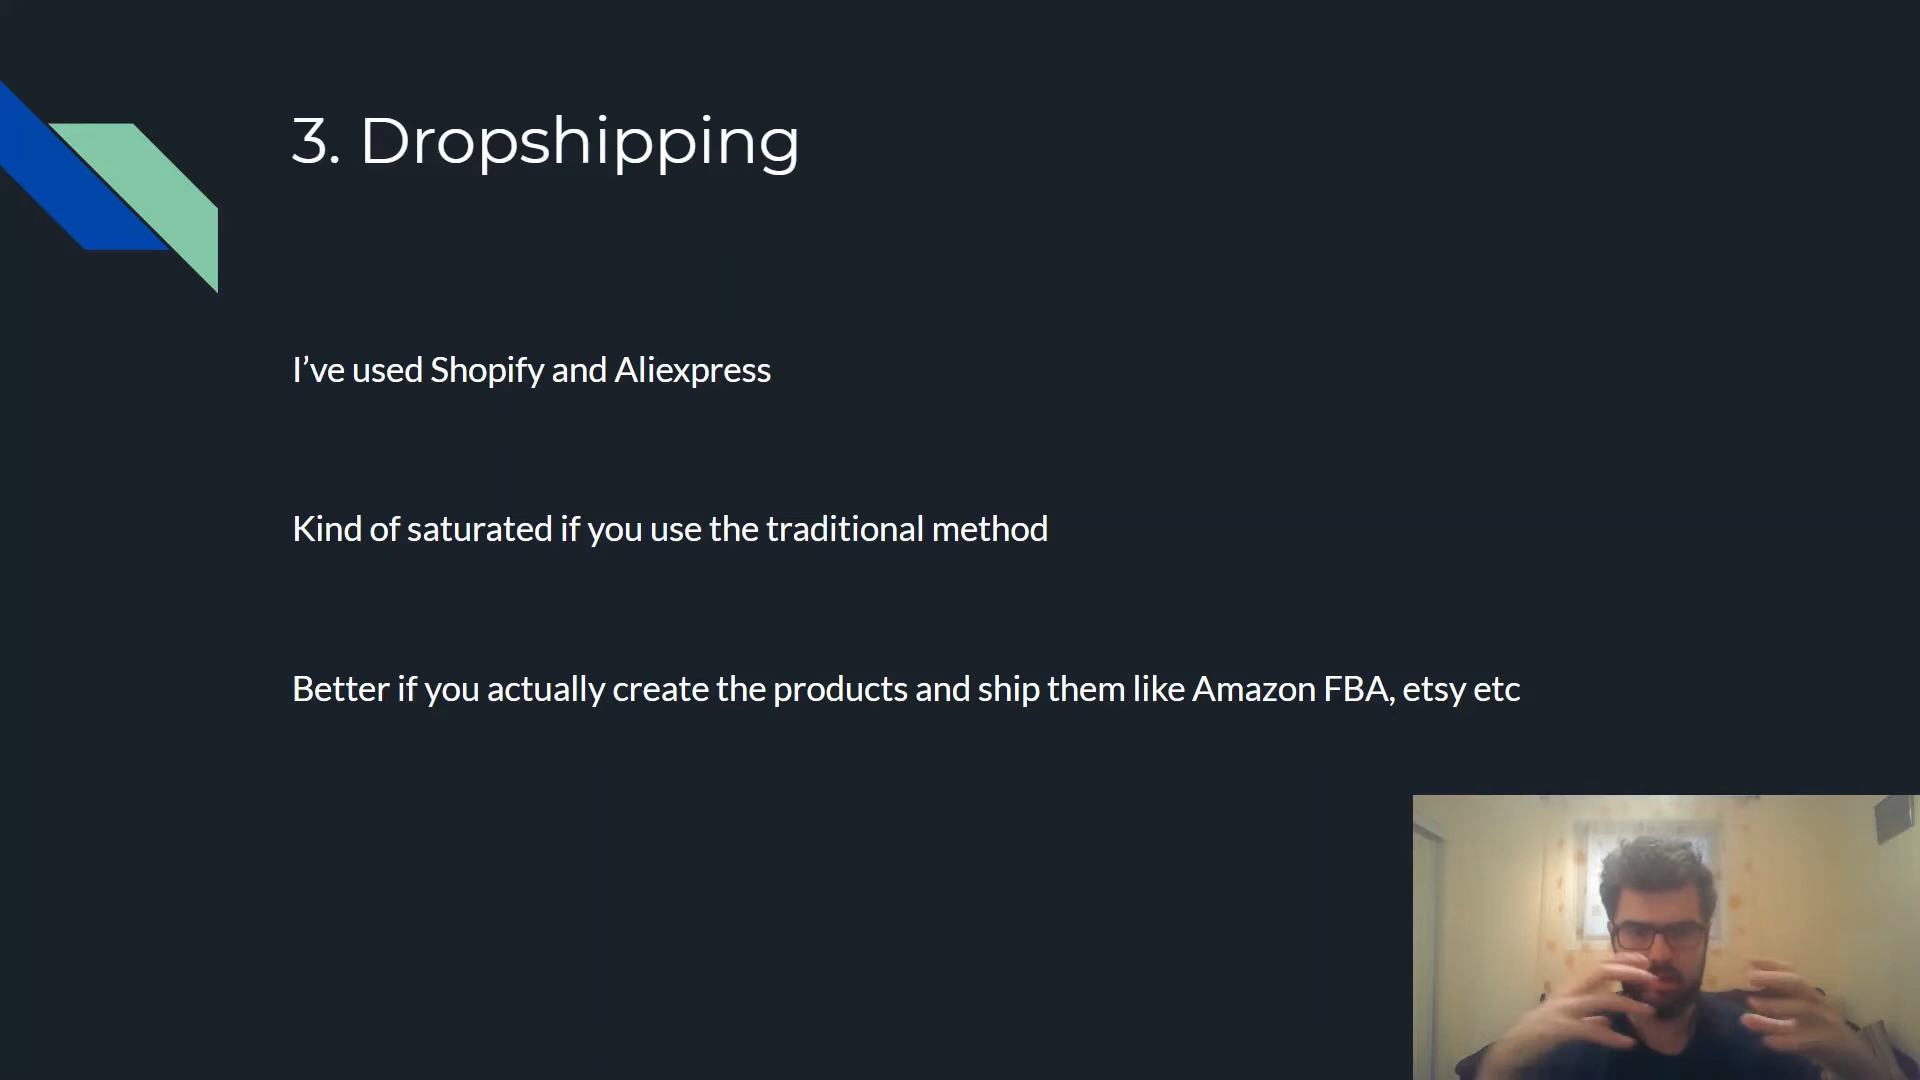 3. Dropshipping
I’ve used Shopify and Aliexpress
Kind of saturated if you use the traditional method
Better if you actually create the products and ship them like Amazon FBA, etsy etc